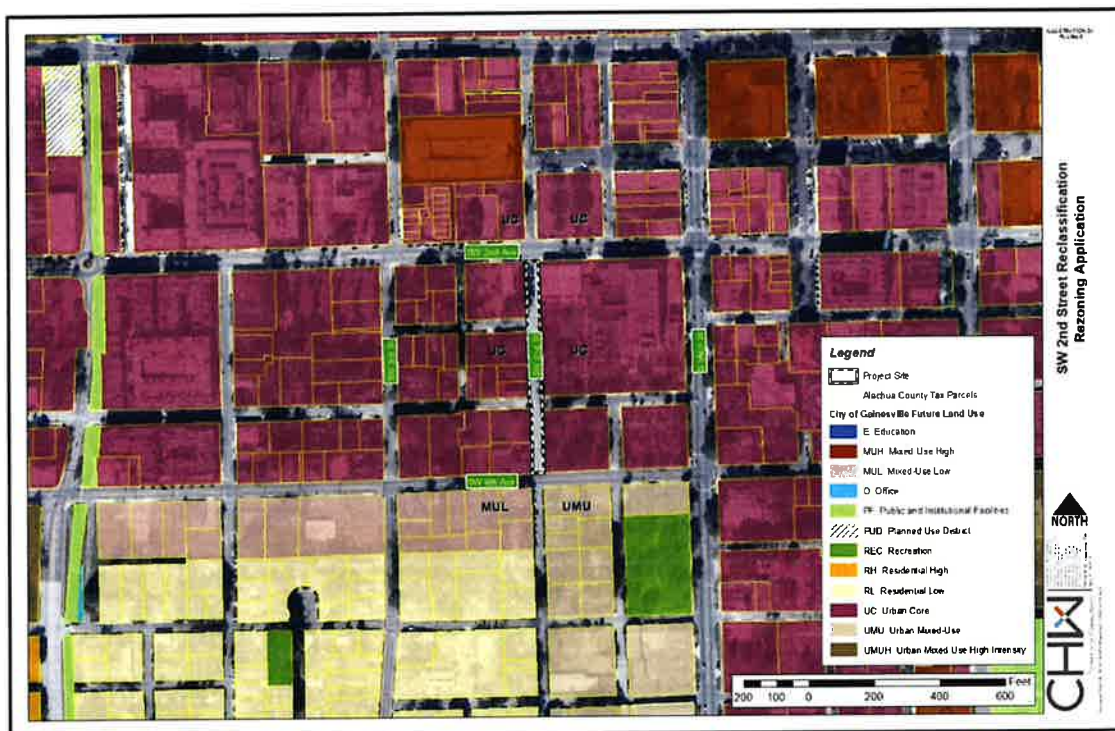 UC
UC
UC
UC
SW 6th Ave
MUL
UMU
Legend
Project Site
Alachua County Tax Parcels
City of Gainesville Future Land Use
E Education
MUH Mixed Use High
MUL Mixed-Use Low
O Office
PF Public and Institutional Facilities
PUD Planned Use District
REC Recreation
RH Residential High
RL Residential Low
UC Urban Core
UMU Urban Mixed-Use
UMUH Urban Mixed Use High Intensity
200 100 0 200 400 600
Feet
SW 2nd Street Reclassification
Rezoning Application
NORTH
CHW